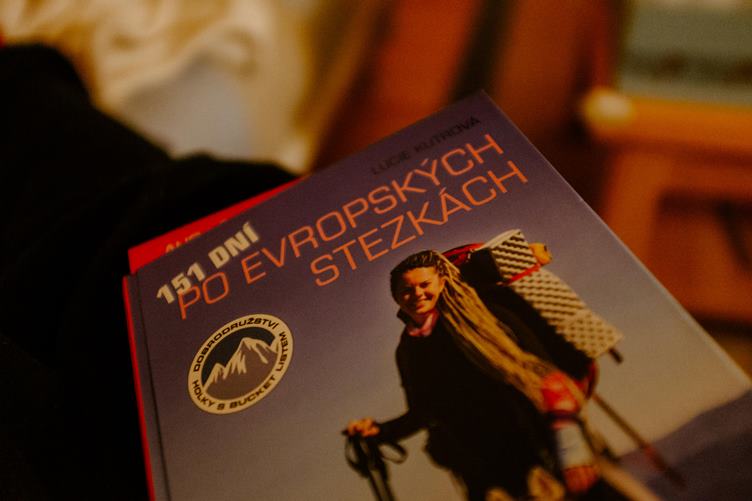 LUCIE KUTROVÁ
151 DNÍ
PO EVROPSKÝCH
STEZKÁCH
DOBRODRUŽSTVÍ
HOLKY S BUCKET LISTEM